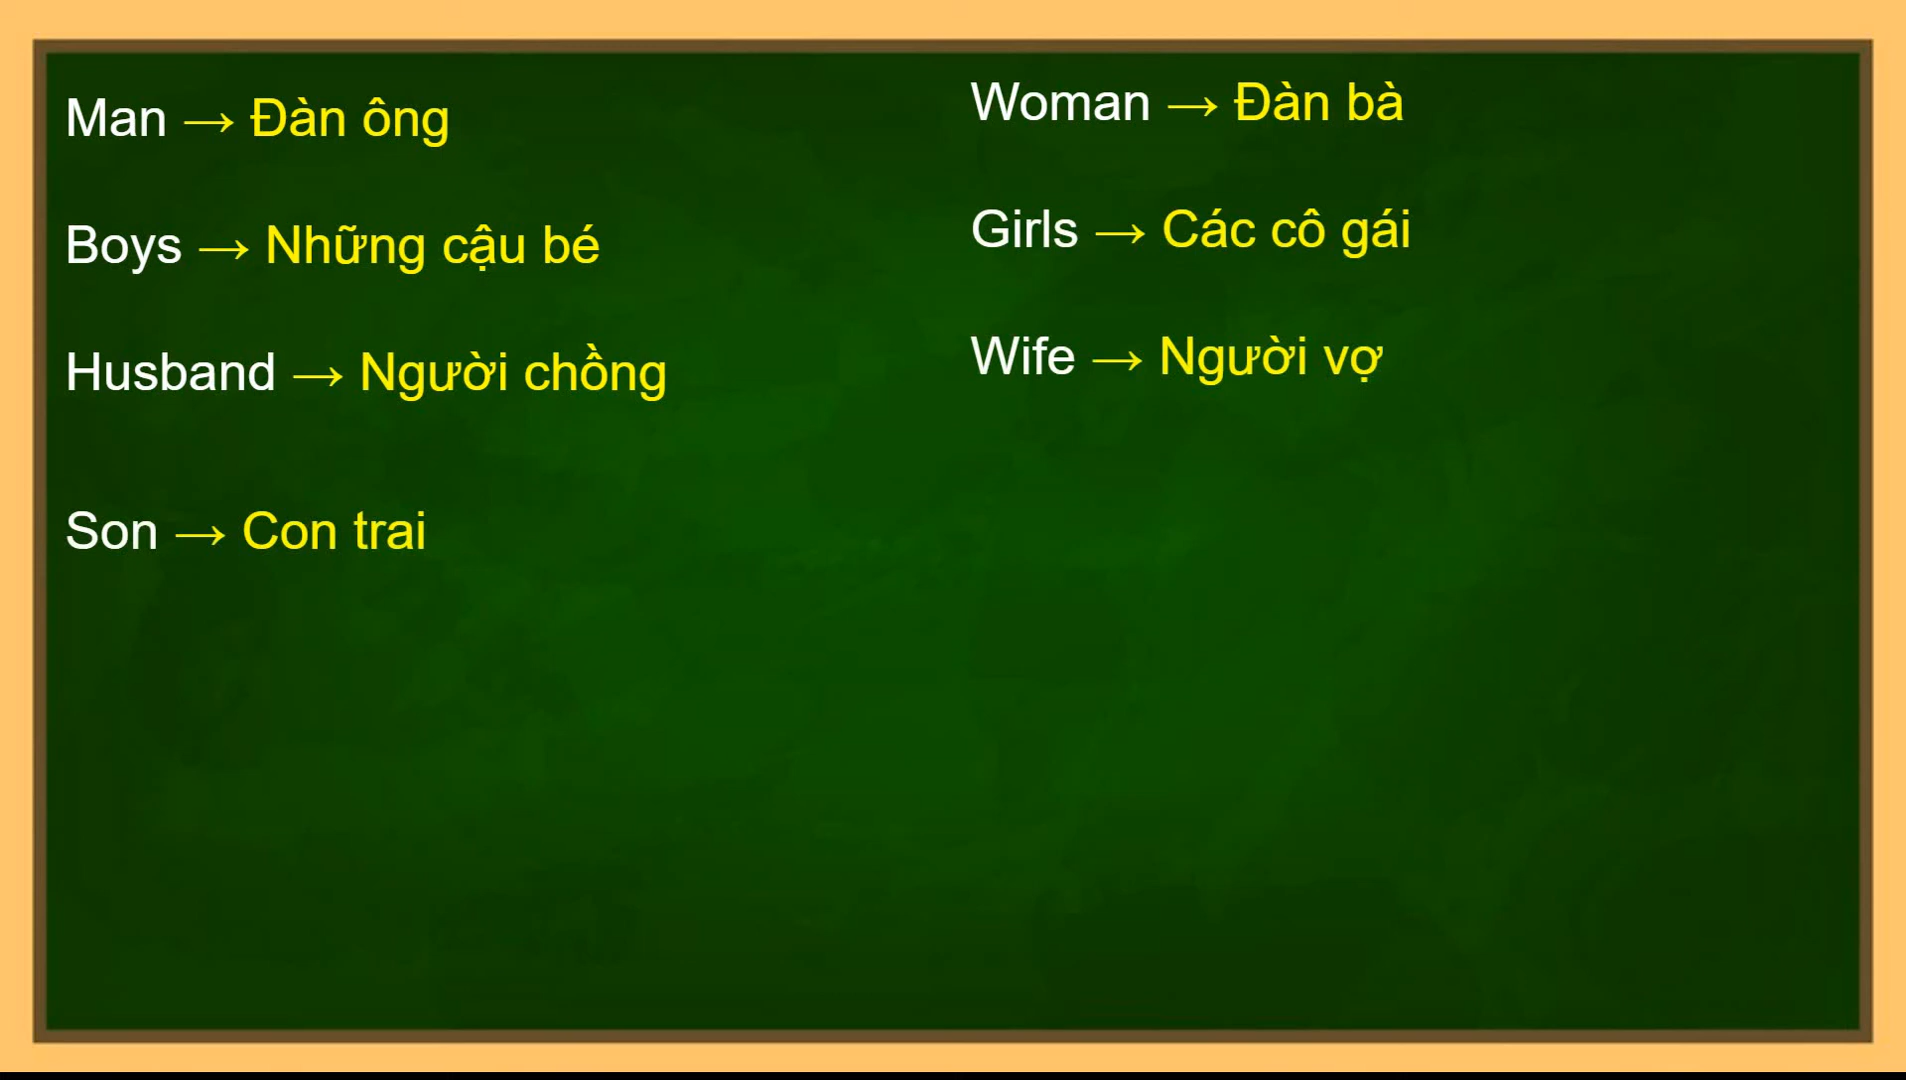 Man → Đàn ông
Woman → Đàn bà
Boys → Những cậu bé
Girls → Các cô gái
Husband → Người chồng
Wife → Người vợ
Son → Con trai